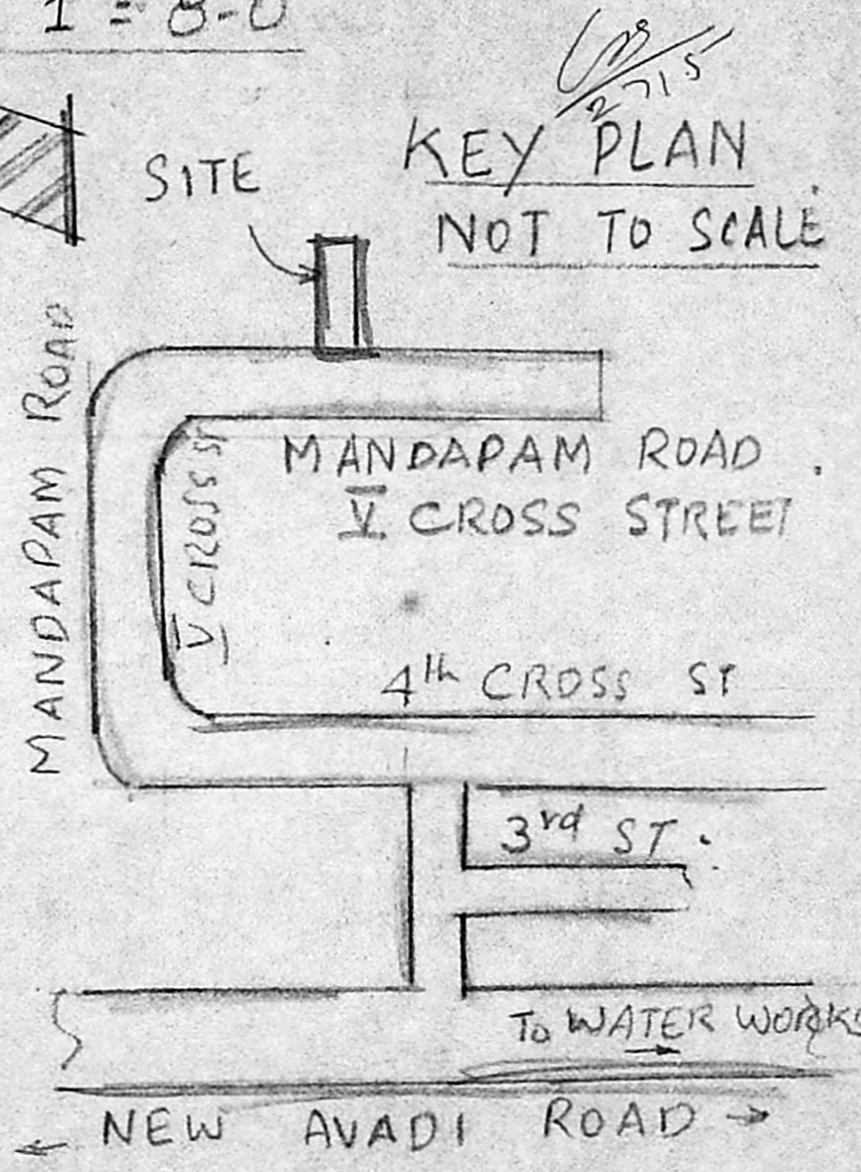 1 = 8-0
2715
KEY PLAN
NOT TO SCALE
SITE
MANDAPAM ROAD
V CROSS St
MANDAPAM ROAD
V CROSS STREET
4th CROSS ST
3rd ST.
To WATER WORKS
NEW AVADI ROAD